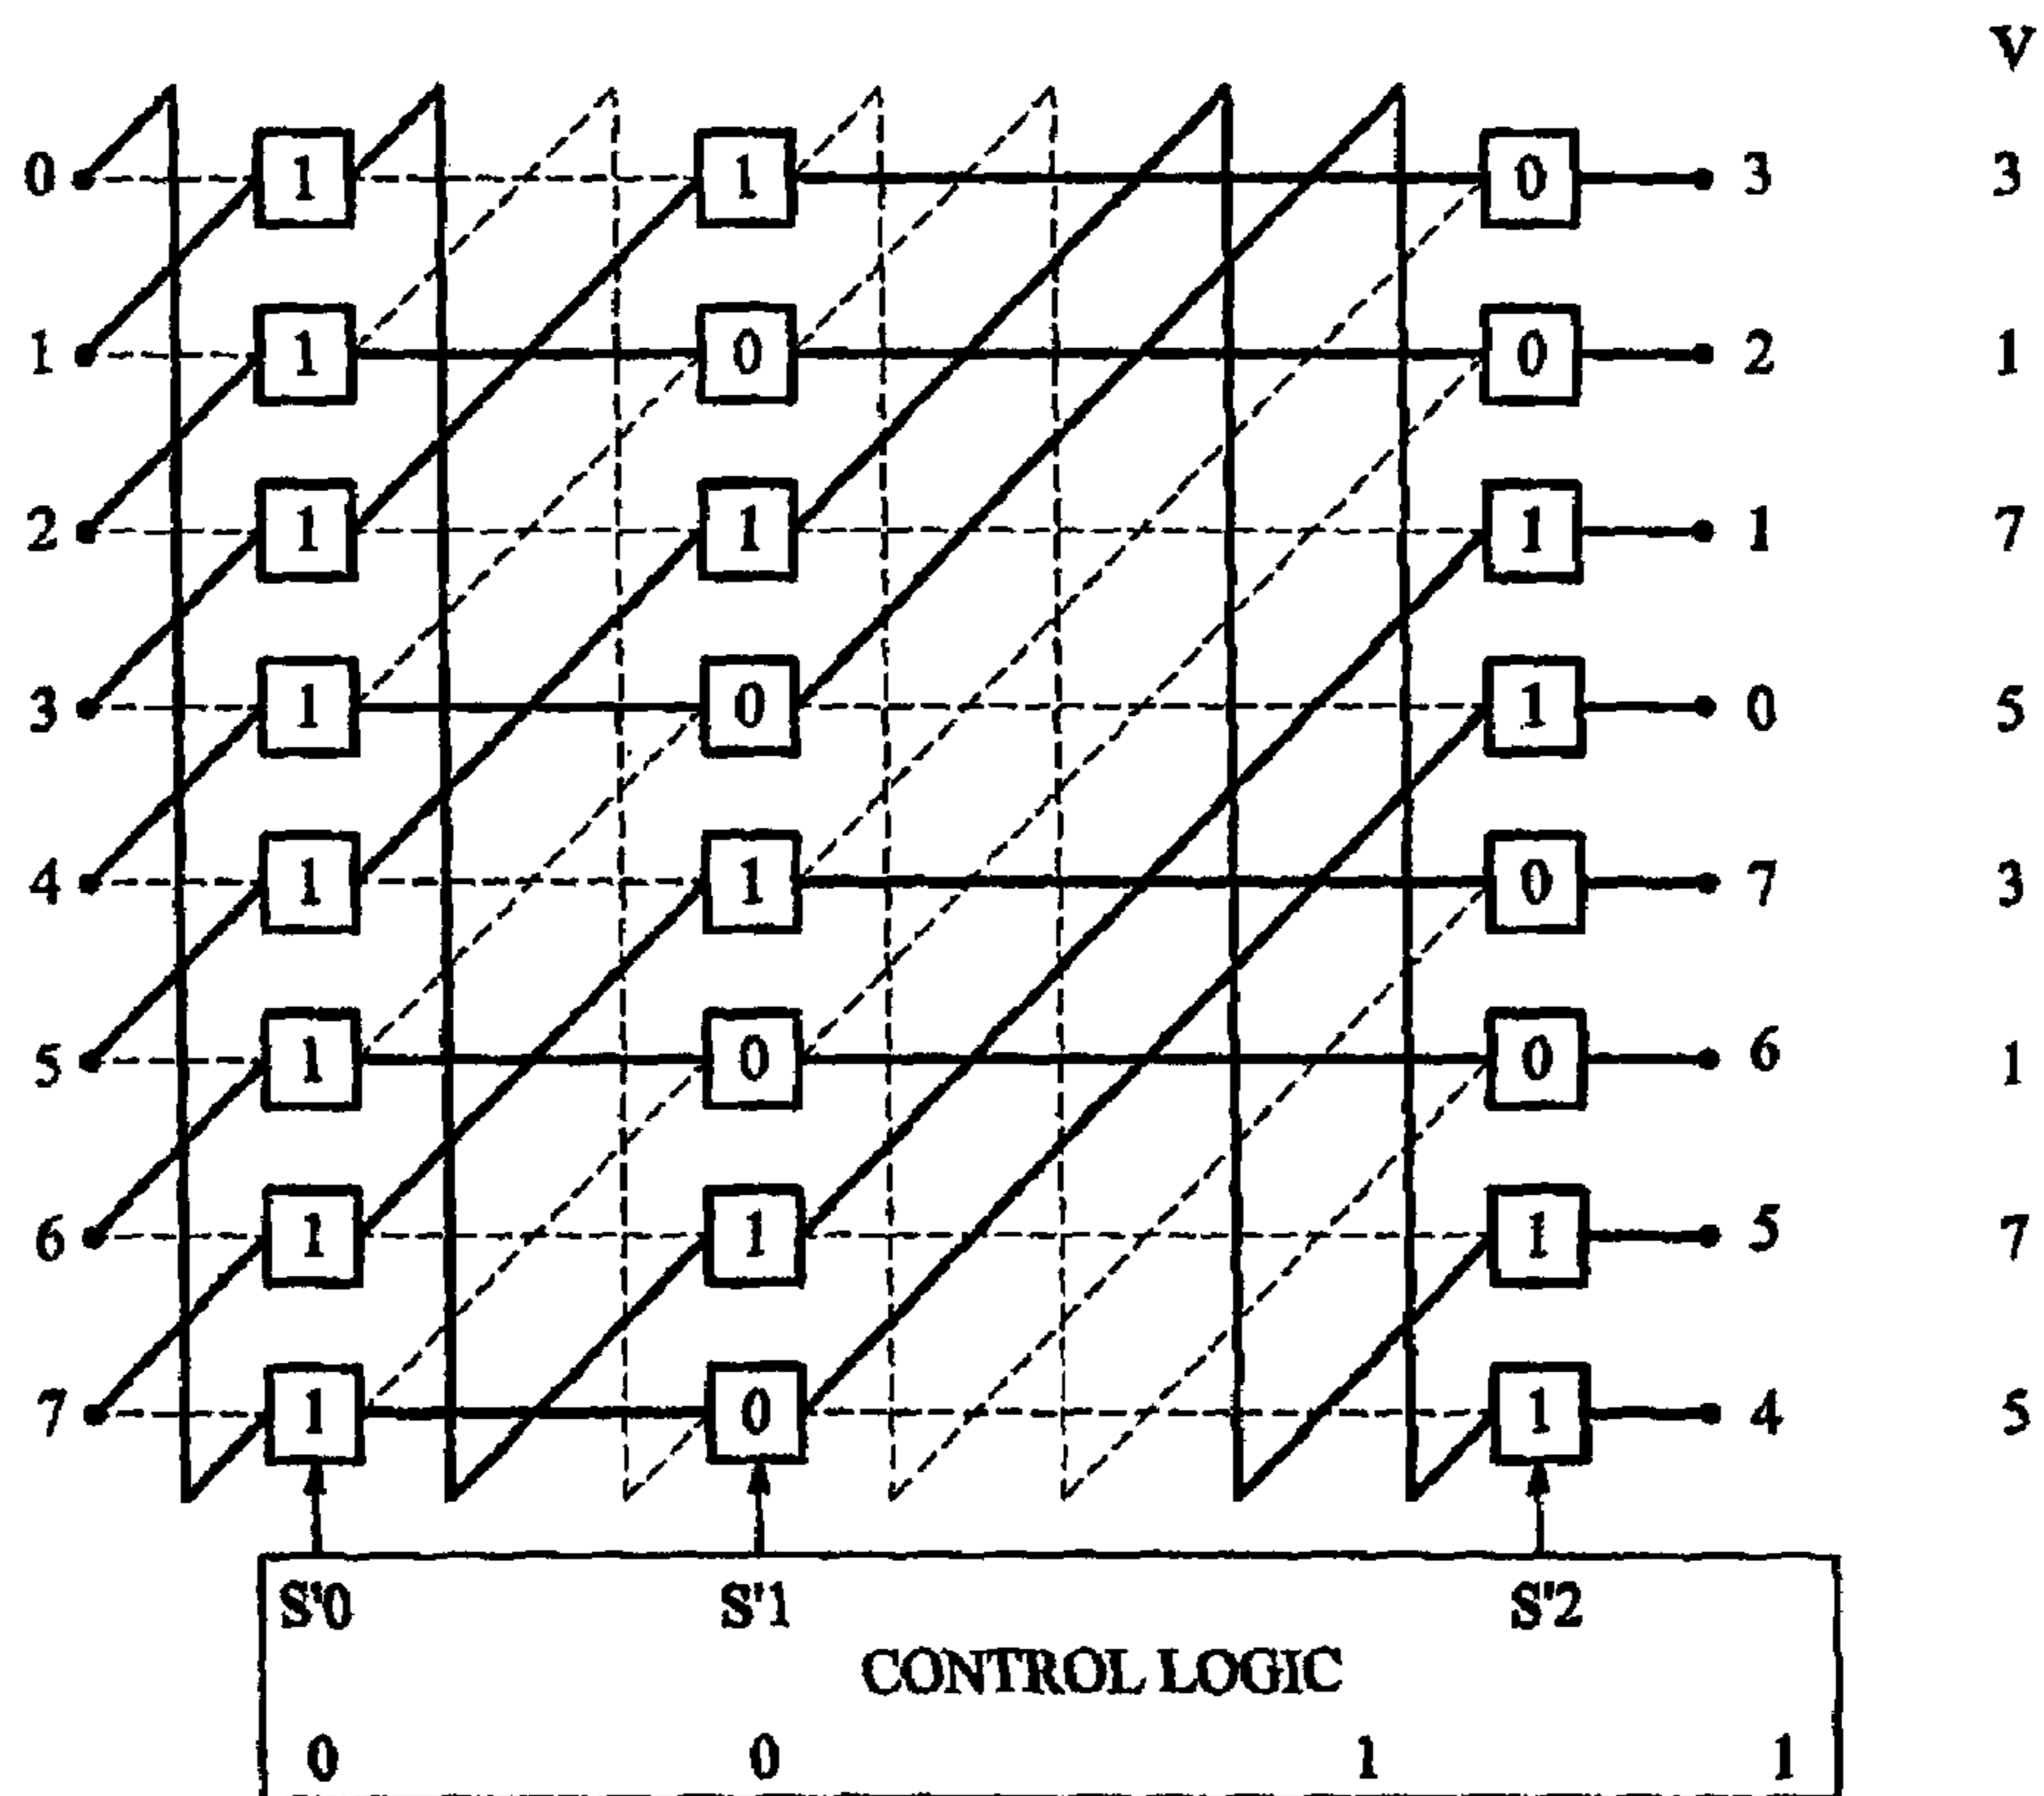 V
0 1 1 0 3 3
1 1 0 0 2 1
2 1 1 1 1 7
3 1 0 1 0 5
4 1 1 0 7 3
5 1 0 0 6 1
6 1 1 1 5 7
7 1 0 1 4 5
S'0 S'1 S'2
CONTROL LOGIC
0 0 1 1